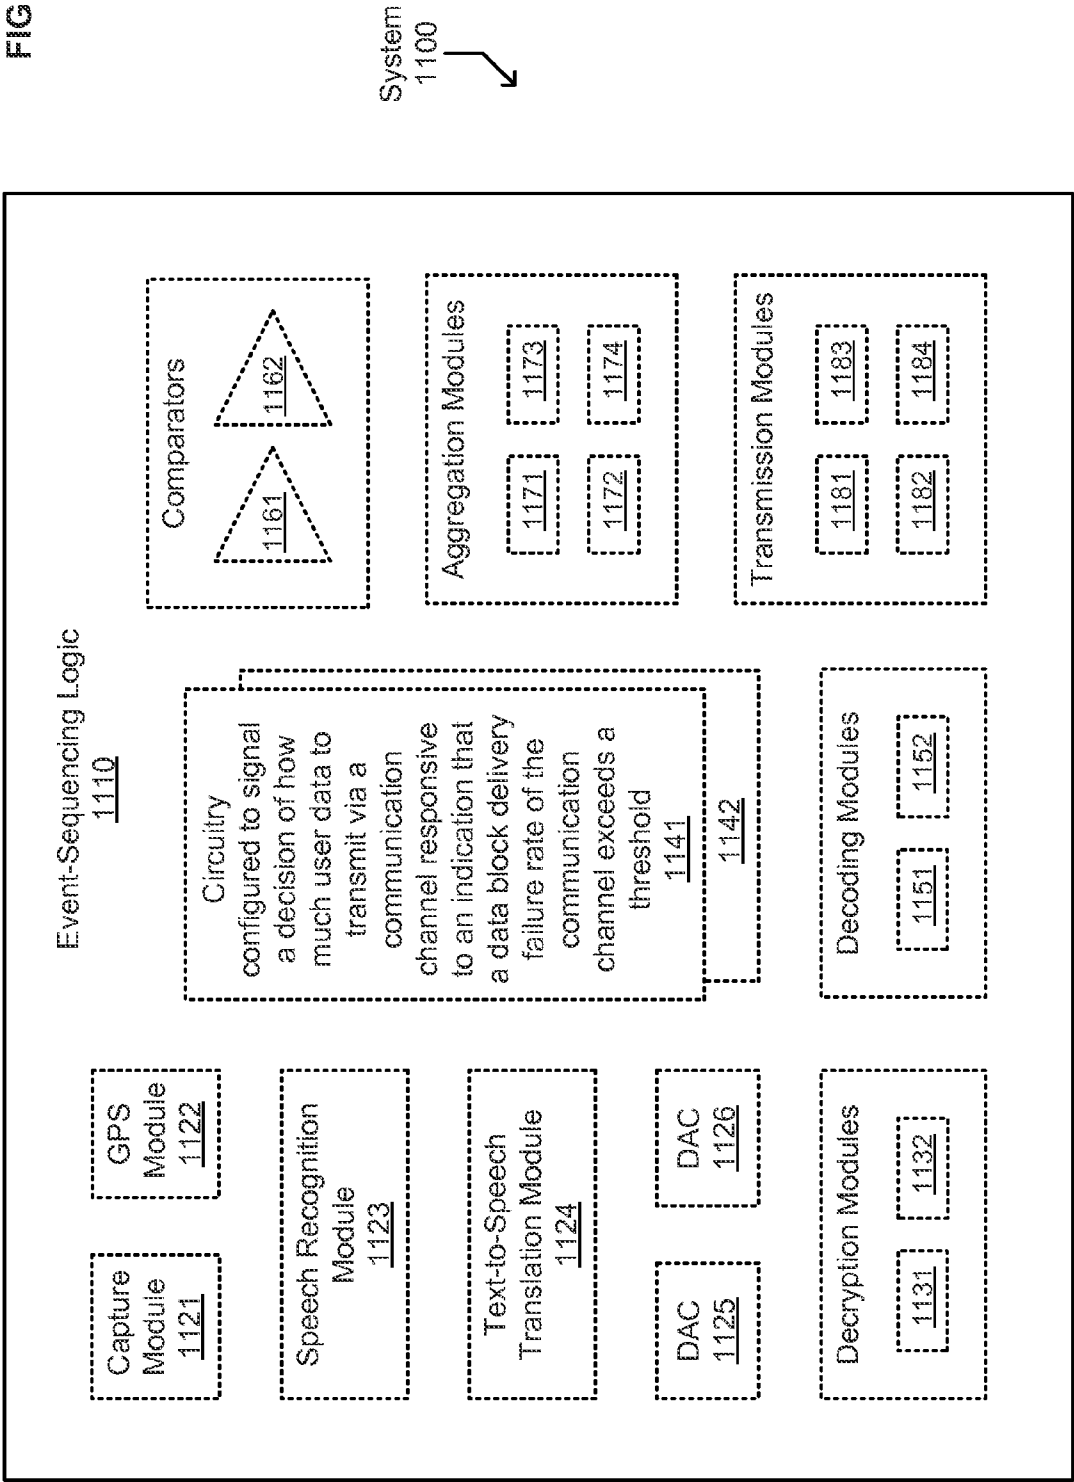 FIG
System
1100
Event-Sequencing Logic
1110
Capture
Module
1121
GPS
Module
1122
Speech Recognition
Module
1123
Text-to-Speech
Translation Module
1124
DAC
1125
DAC
1126
Decryption Modules
1131
1132
Circuitry
configured to signal
a decision of how
much user data to
transmit via a
communication
channel responsive
to an indication that
a data block delivery
failure rate of the
communication
channel exceeds a
threshold
1141
1142
Decoding Modules
1151
1152
Comparators
1161
1162
Aggregation Modules
1171
1173
1172
1174
Transmission Modules
1181
1183
1182
1184